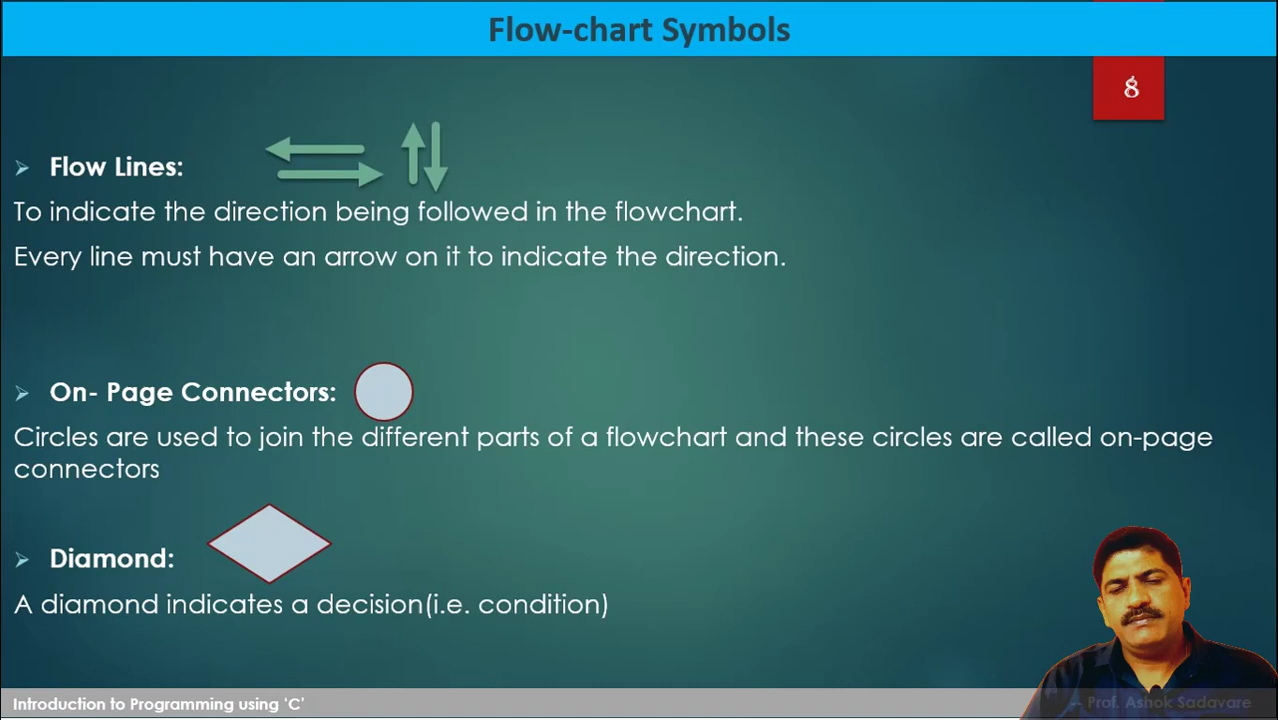 Flow-chart Symbols
8
Flow Lines:
To indicate the direction being followed in the flowchart.
Every line must have an arrow on it to indicate the direction.
On- Page Connectors:
Circles are used to join the different parts of a flowchart and these circles are called on-page
connectors
Diamond:
A diamond indicates a decision(i.e. condition)
Introduction to Programming using 'C'
-- Prof. Ashok Sadavare